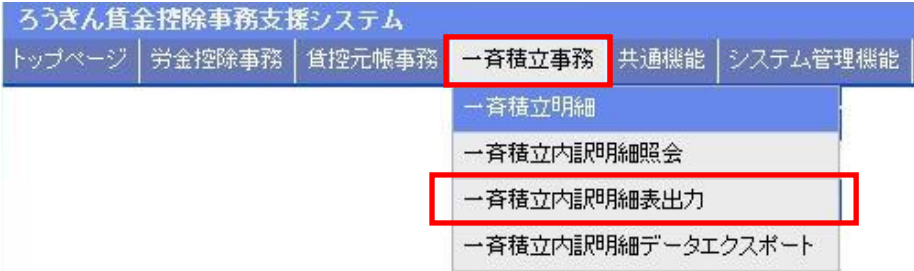 ろうきん賃金控除事務支援システム
トップページ 労金控除事務 賃控元帳事務 一斉積立事務 共通機能 システム管理機能
一斉積立明細
一斉積立内訳明細照会
一斉積立内訳明細表出力
一斉積立内訳明細データエクスポート